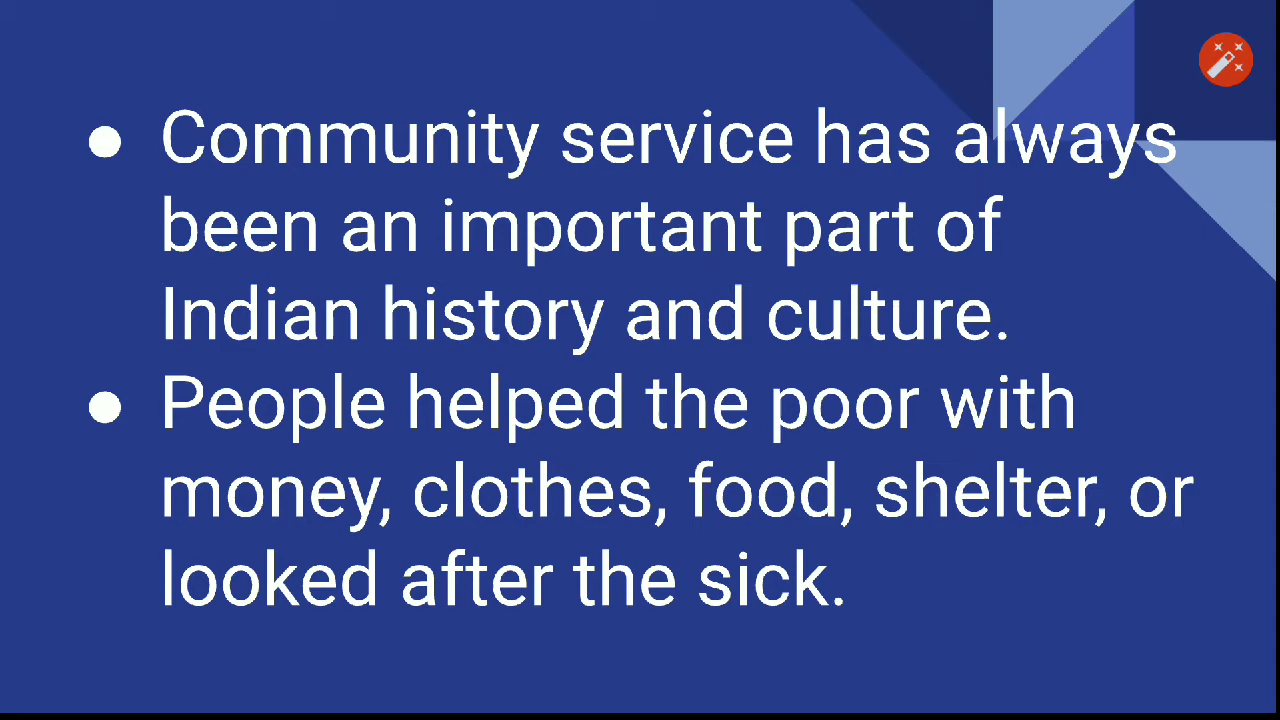 ● Community service has always
been an important part of
Indian history and culture.
● People helped the poor with
money, clothes, food, shelter, or
looked after the sick.